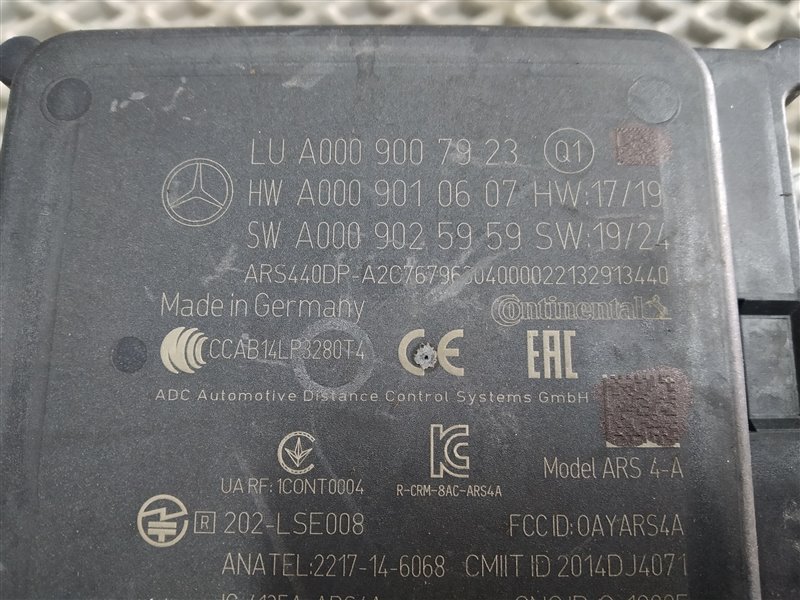 LU A000 900 79 23 Q1
HW A000 901 06 07 HW:17/19
SW A000 902 59 59 SW:19/24
Made in Germany Continental
CCAB14LP3280T4 CE EAC
ADC Automotive Distance Control Systems GmbH
Model ARS 4-A
UA RF: 1CONT0004 R-CRM-8AC-ARS4A
R 202-LSE008 FCC ID: OAYARS4A
ANATEL:2217-14-6068 CMIIT ID 2014DJ4071